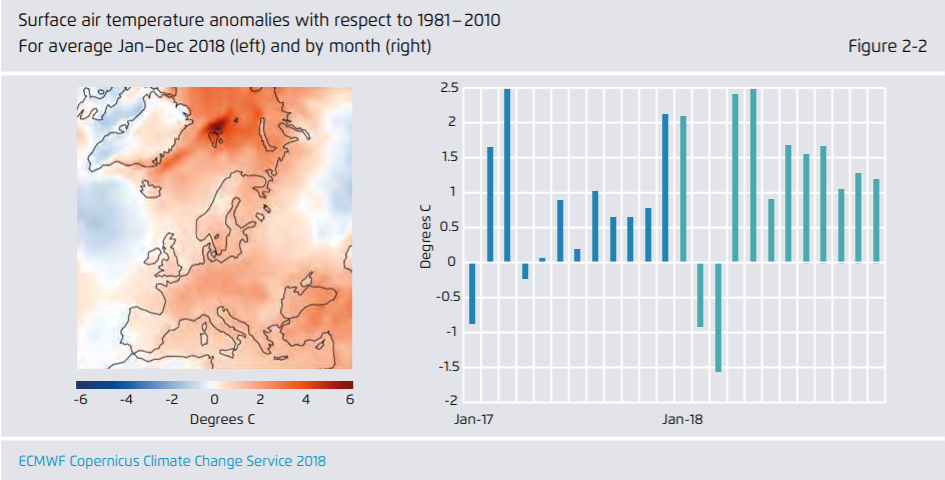 Surface air temperature anomalies with respect to 1981–2010
For average Jan–Dec 2018 (left) and by month (right)
Figure 2-2
-6 -4 -2 0 2 4 6
Degrees C
Degrees C
2.5
2
1.5
1
0.5
0
-0.5
-1
-1.5
-2
Jan-17 Jan-18
ECMWF Copernicus Climate Change Service 2018